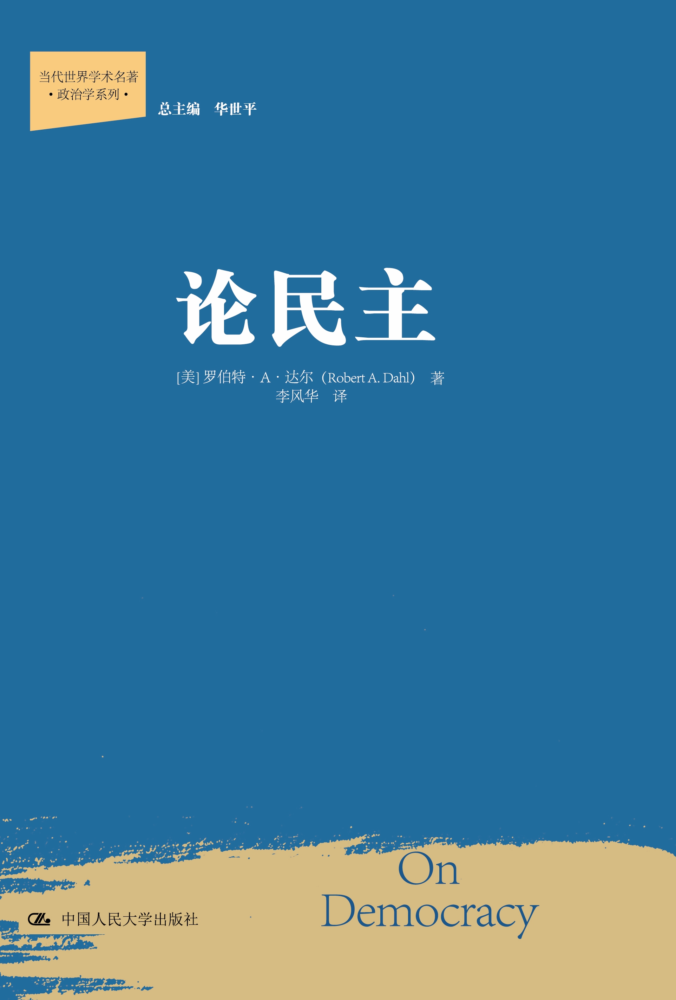 当代世界学术名著
·政治学系列·
总主编 华世平
论民主
[美] 罗伯特·A·达尔（Robert A. Dahl） 著
李风华 译
On
Democracy
中国人民大学出版社